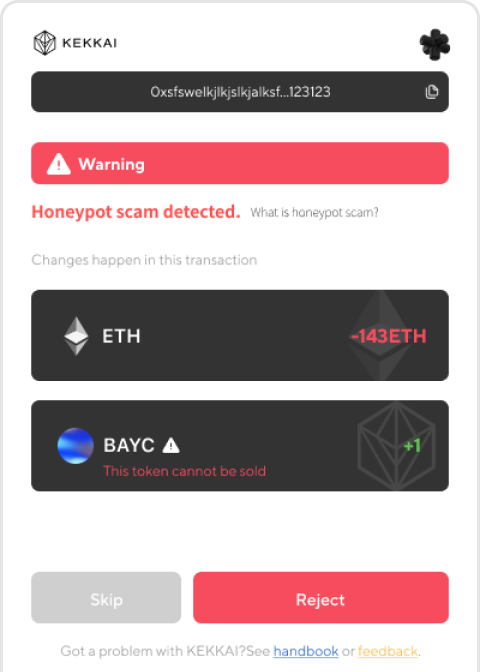 KEKKAI
0xsfswelkjlkjslkjalksf...123123
Warning
Honeypot scam detected. What is honeypot scam?
Changes happen in this transaction
ETH -143ETH
BAYC +1
This token cannot be sold
Skip Reject
Got a problem with KEKKAI?See handbook or feedback.